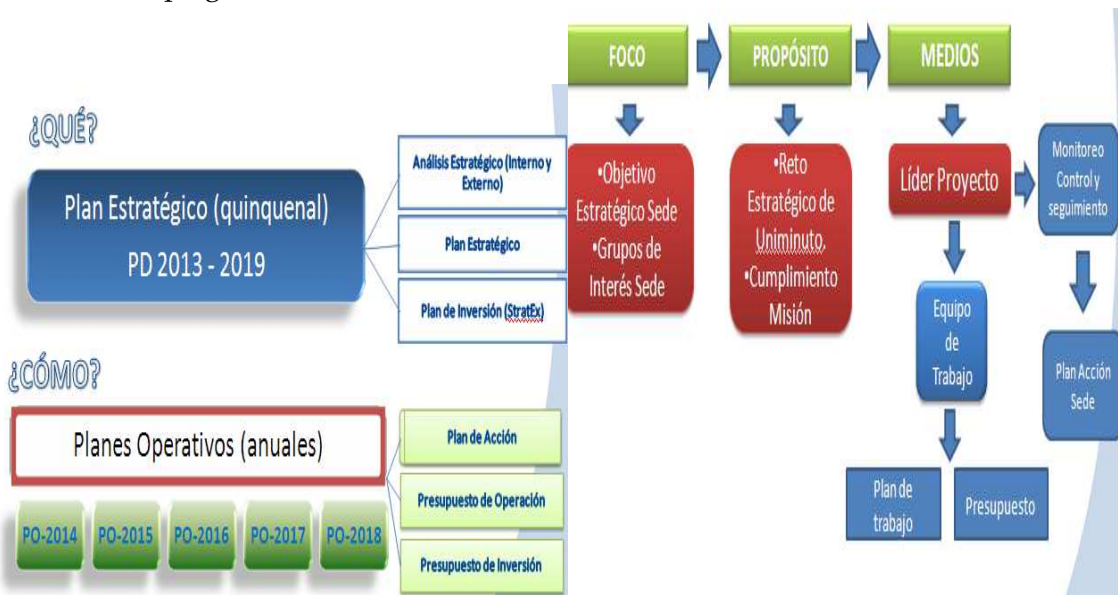 ¿QUÉ?
Plan Estratégico (quinquenal)
PD 2013 - 2019
Análisis Estratégico (Interno y
Externo)
Plan Estratégico
Plan de Inversión (StratEx)
¿CÓMO?
Planes Operativos (anuales)
PO-2014
PO-2015
PO-2016
PO-2017
PO-2018
Plan de Acción
Presupuesto de Operación
Presupuesto de Inversión
FOCO
PROPÓSITO
MEDIOS
•Objetivo
Estratégico Sede
•Grupos de
Interés Sede
•Reto
Estratégico de
Uniminuto.
•Cumplimiento
Misión
Líder Proyecto
Monitoreo
Control y
seguimiento
Equipo
de
Trabajo
Plan Acción
Sede
Plan de
trabajo
Presupuesto